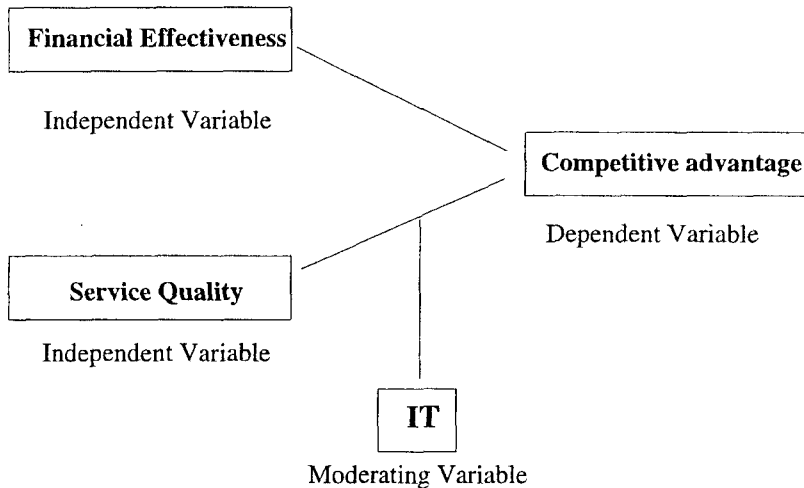 Financial Effectiveness
Independent Variable
Competitive advantage
Dependent Variable
Service Quality
Independent Variable
IT
Moderating Variable